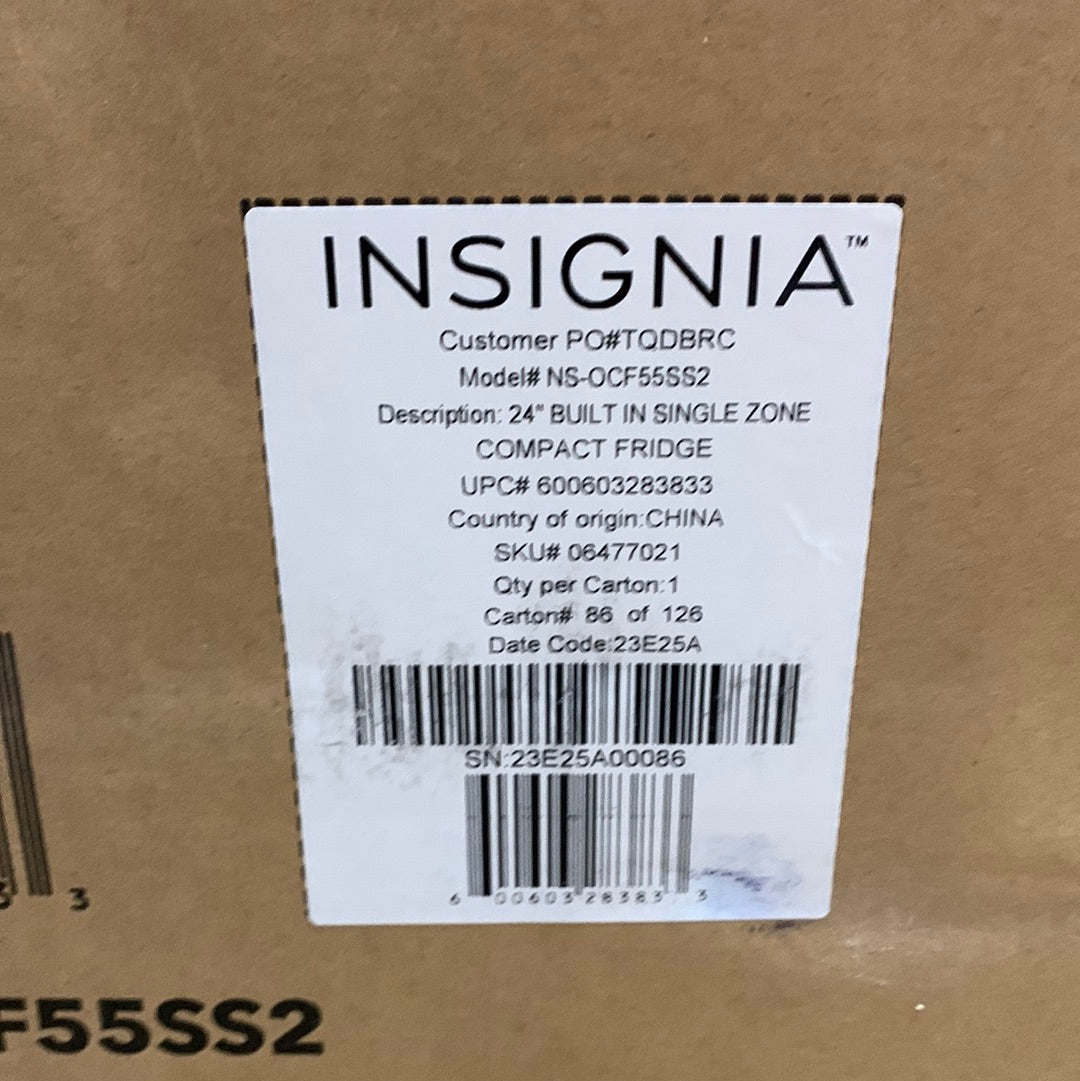 INSIGNIA™
Customer PO#TQDBRC
Model# NS-OCF55SS2
Description: 24" BUILT IN SINGLE ZONE
COMPACT FRIDGE
UPC# 600603283833
Country of origin:CHINA
SKU# 06477021
Qty per Carton:1
Carton# 86 of 126
Date Code:23E25A
SN:23E25A00086
6 00603 28383 3
3 3
F55SS2